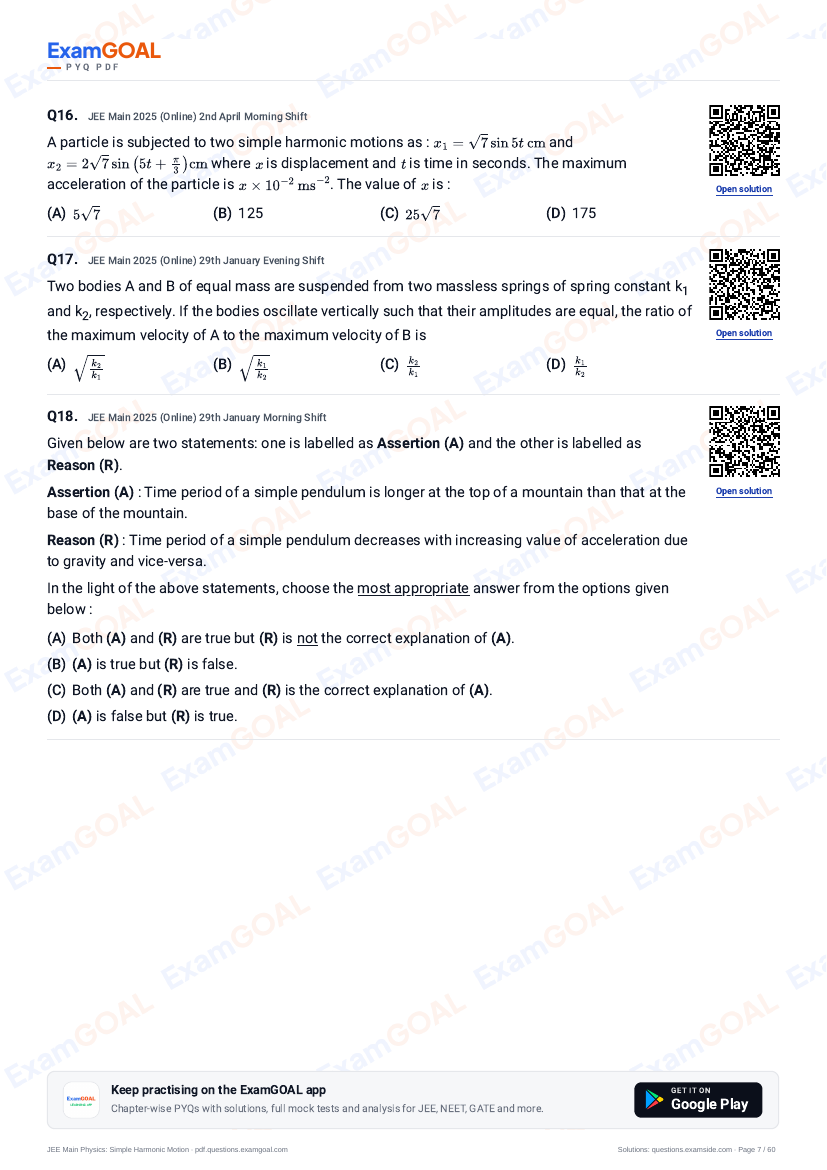 ExamGOAL
PYQ PDF
Q16. JEE Main 2025 (Online) 2nd April Morning Shift
A particle is subjected to two simple harmonic motions as : x₁ = √7 sin 5t cm and
x₂ = 2√7 sin (5t + π/3) cm where x is displacement and t is time in seconds. The maximum
acceleration of the particle is x × 10⁻² ms⁻². The value of x is :
(A) 5√7 (B) 125 (C) 25√7 (D) 175
Open solution
Q17. JEE Main 2025 (Online) 29th January Evening Shift
Two bodies A and B of equal mass are suspended from two massless springs of spring constant k₁
and k₂, respectively. If the bodies oscillate vertically such that their amplitudes are equal, the ratio of
the maximum velocity of A to the maximum velocity of B is
(A) √(k₂/k₁) (B) √(k₁/k₂) (C) k₂/k₁ (D) k₁/k₂
Open solution
Q18. JEE Main 2025 (Online) 29th January Morning Shift
Given below are two statements: one is labelled as Assertion (A) and the other is labelled as
Reason (R).
Assertion (A) : Time period of a simple pendulum is longer at the top of a mountain than that at the
base of the mountain.
Reason (R) : Time period of a simple pendulum decreases with increasing value of acceleration due
to gravity and vice-versa.
In the light of the above statements, choose the most appropriate answer from the options given
below :
(A) Both (A) and (R) are true but (R) is not the correct explanation of (A).
(B) (A) is true but (R) is false.
(C) Both (A) and (R) are true and (R) is the correct explanation of (A).
(D) (A) is false but (R) is true.
Open solution
ExamGOAL
Keep practising on the ExamGOAL app
Chapter-wise PYQs with solutions, full mock tests and analysis for JEE, NEET, GATE and more.
GET IT ON
Google Play
JEE Main Physics: Simple Harmonic Motion · pdf.questions.examgoal.com
Solutions: questions.examside.com · Page 7 / 60